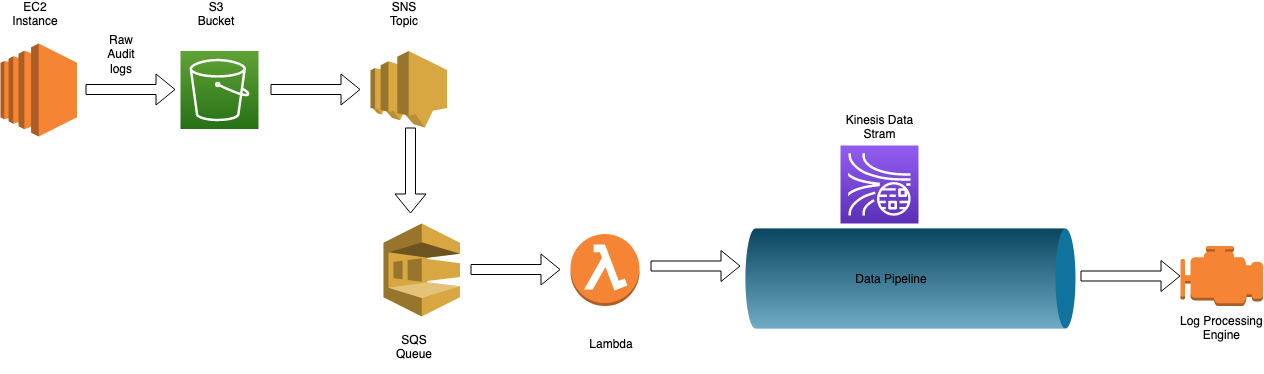 EC2
Instance
Raw
Audit
logs
S3
Bucket
SNS
Topic
SQS
Queue
Lambda
Kinesis Data
Stram
Data Pipeline
Log Processing
Engine